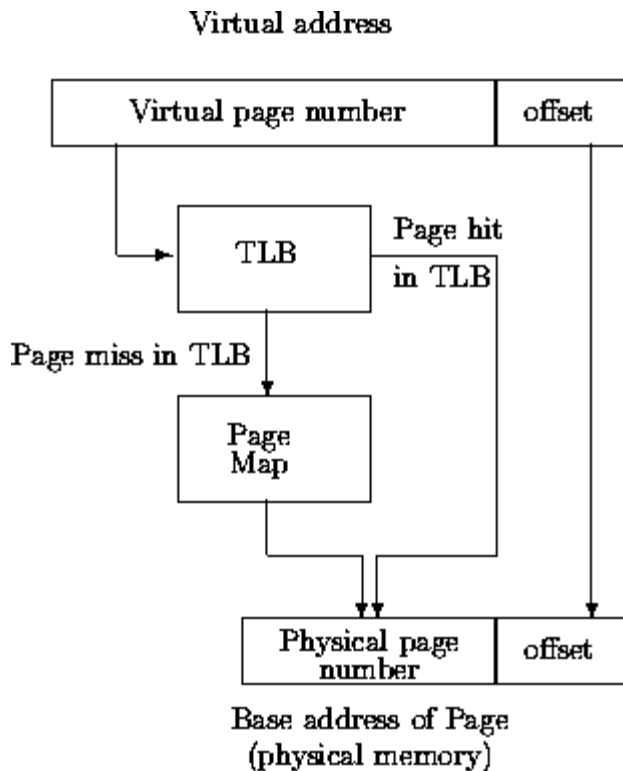 Virtual address
Virtual page number
offset
TLB
Page hit
in TLB
Page miss in TLB
Page
Map
Physical page
number
offset
Base address of Page
(physical memory)